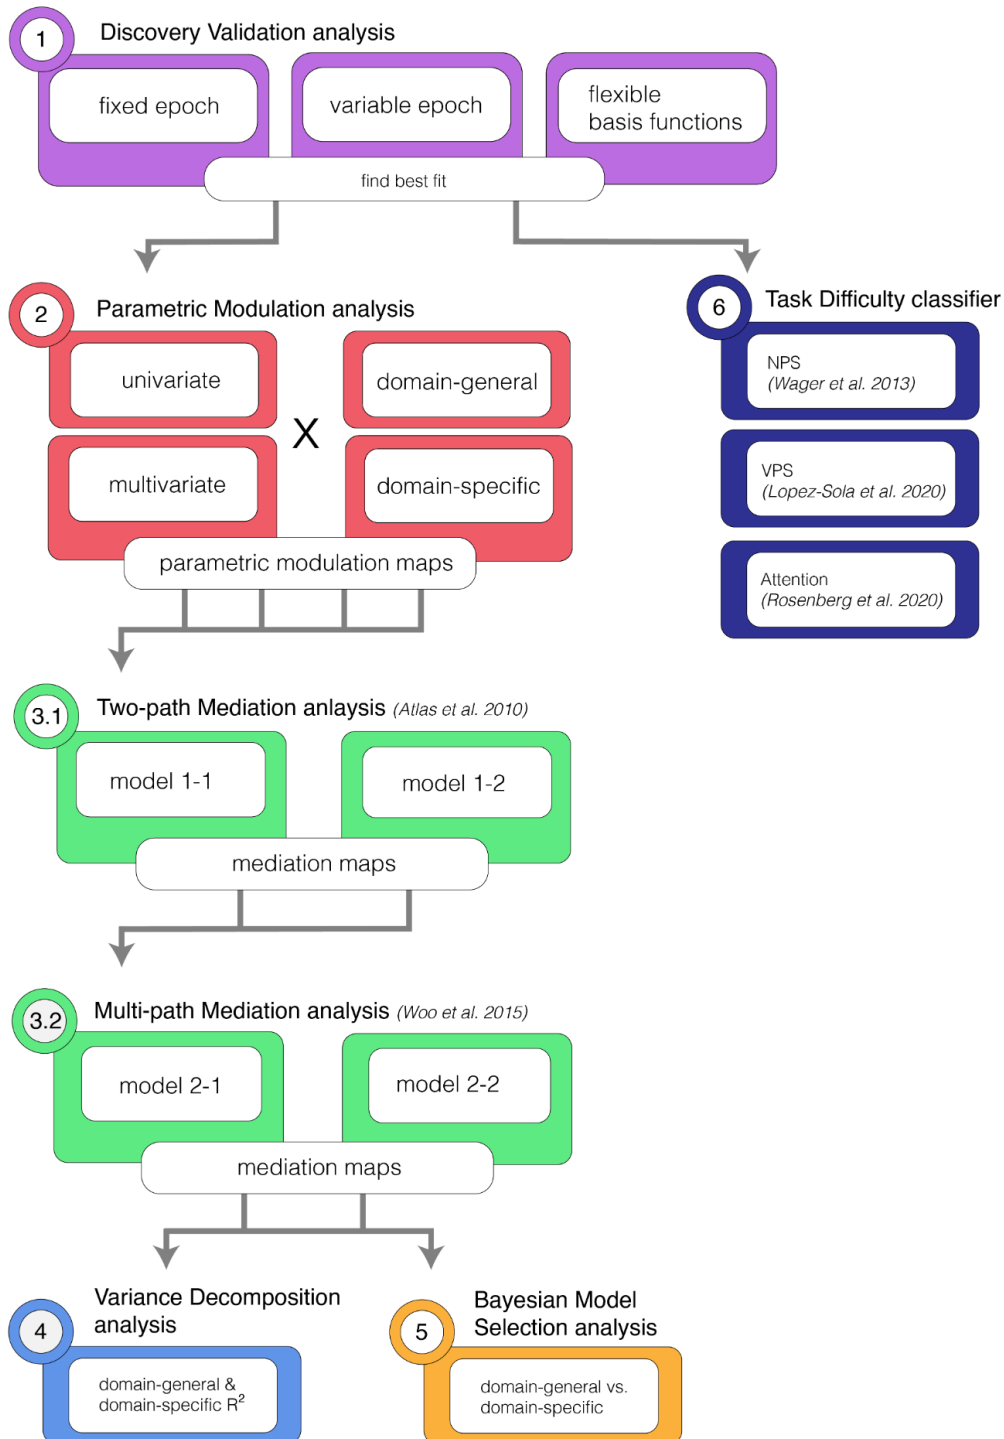 1
Discovery Validation analysis
fixed epoch
variable epoch
flexible
basis functions
find best fit
2
Parametric Modulation analysis
univariate
domain-general
X
multivariate
domain-specific
parametric modulation maps
6
Task Difficulty classifier
NPS
(Wager et al. 2013)
VPS
(Lopez-Sola et al. 2020)
Attention
(Rosenberg et al. 2020)
3.1
Two-path Mediation anlaysis (Atlas et al. 2010)
model 1-1
model 1-2
mediation maps
3.2
Multi-path Mediation analysis (Woo et al. 2015)
model 2-1
model 2-2
mediation maps
4
Variance Decomposition
analysis
domain-general &
domain-specific R²
5
Bayesian Model
Selection analysis
domain-general vs.
domain-specific